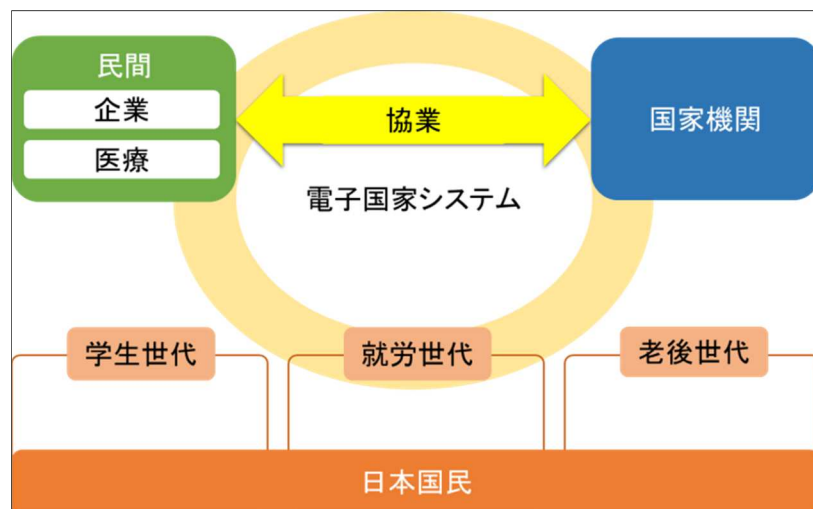 民間
企業
医療
協業
国家機関
電子国家システム
学生世代
就労世代
老後世代
日本国民